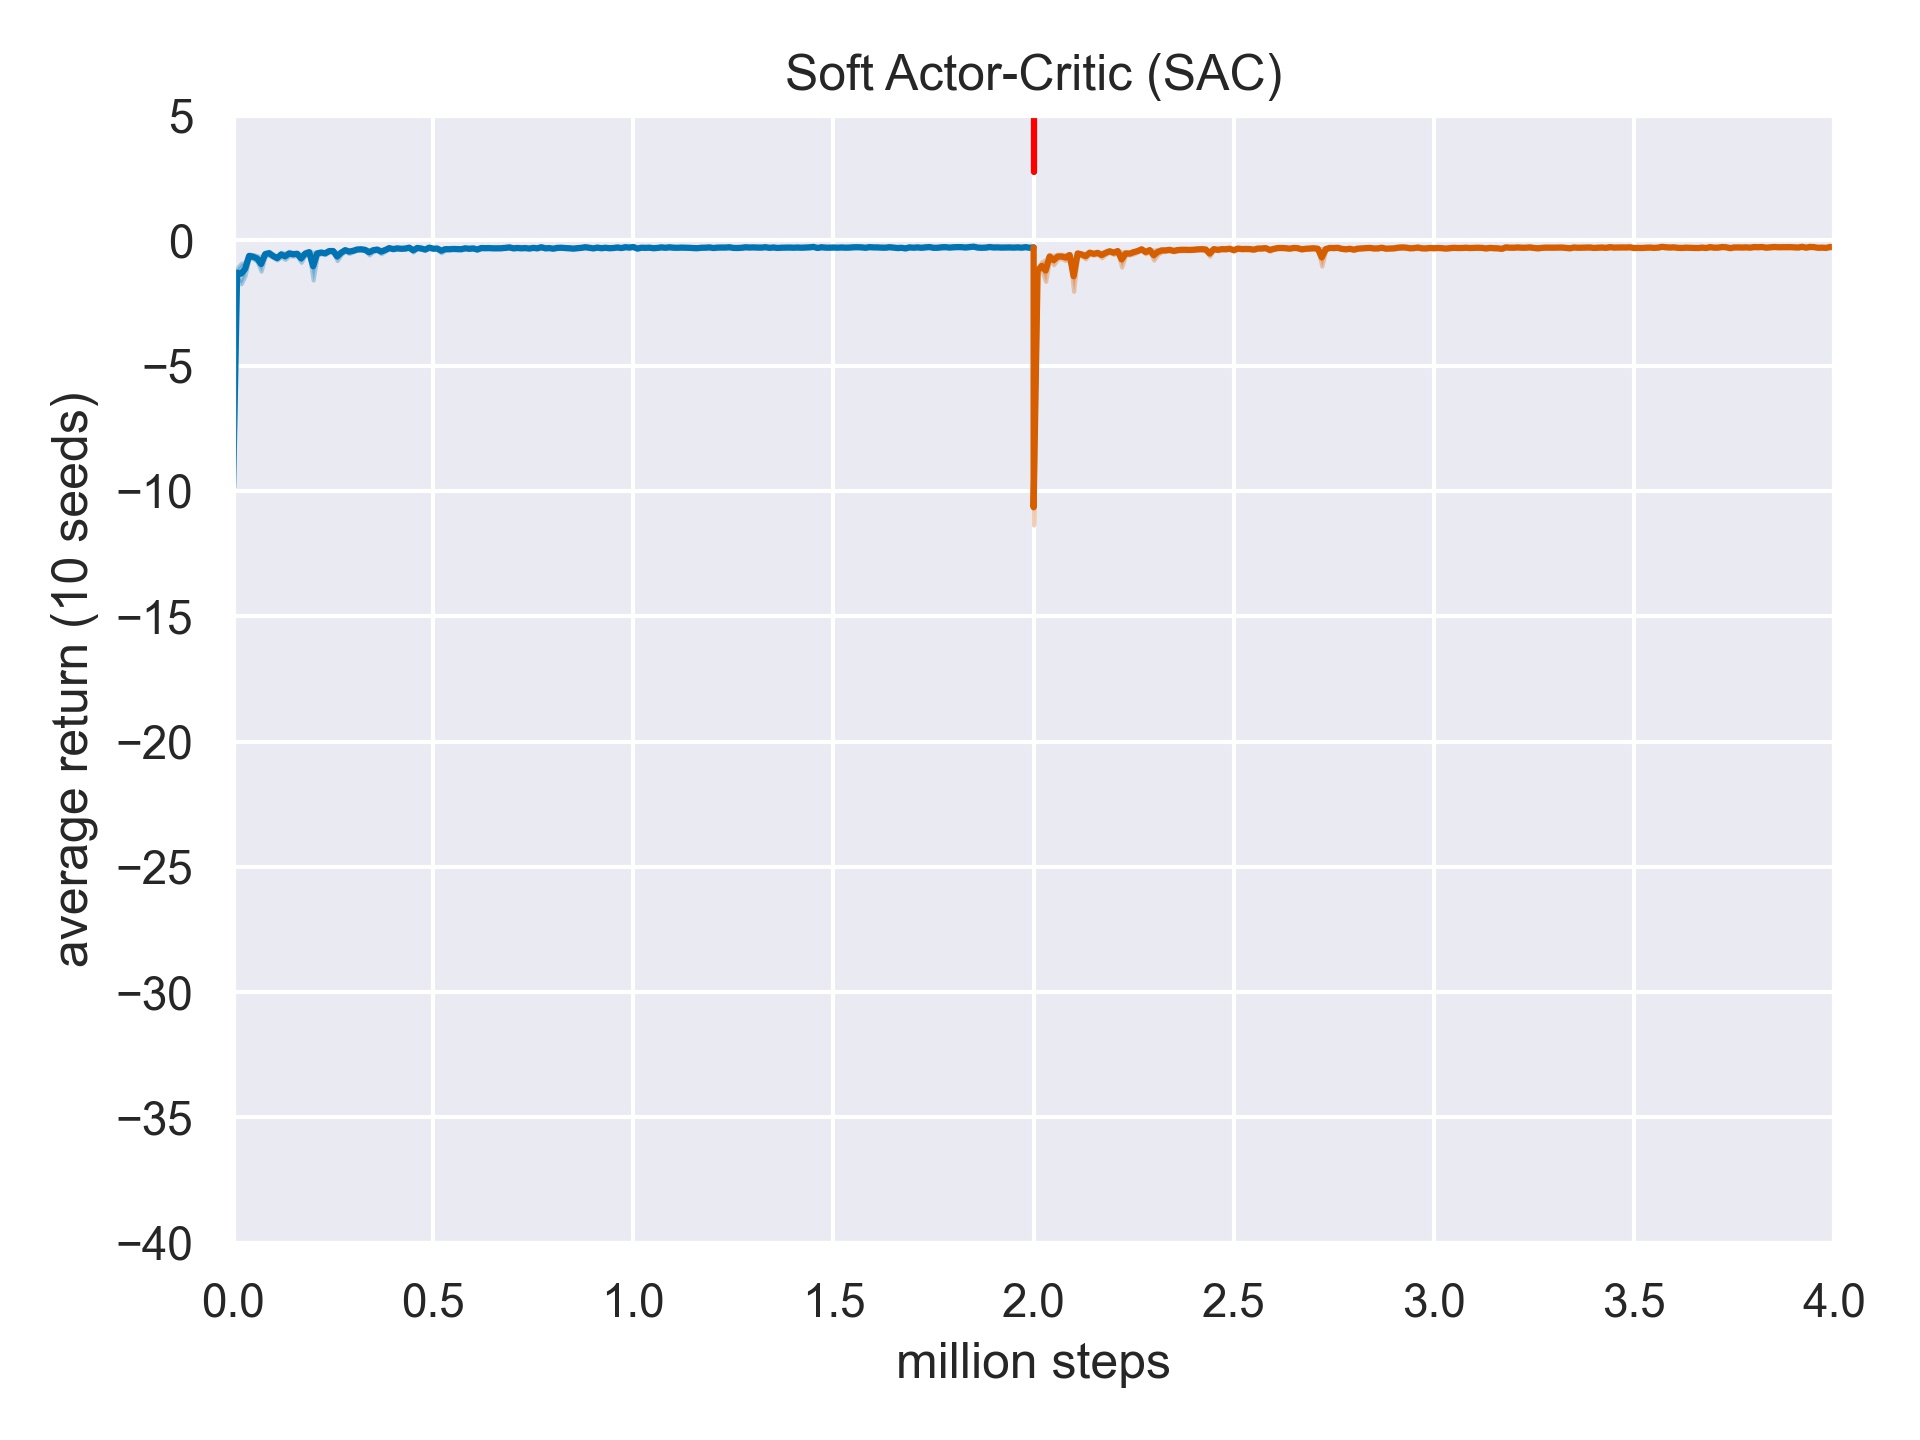 Soft Actor-Critic (SAC)
5
0
−5
−10
−15
−20
−25
−30
−35
−40
average return (10 seeds)
0.0 0.5 1.0 1.5 2.0 2.5 3.0 3.5 4.0
million steps